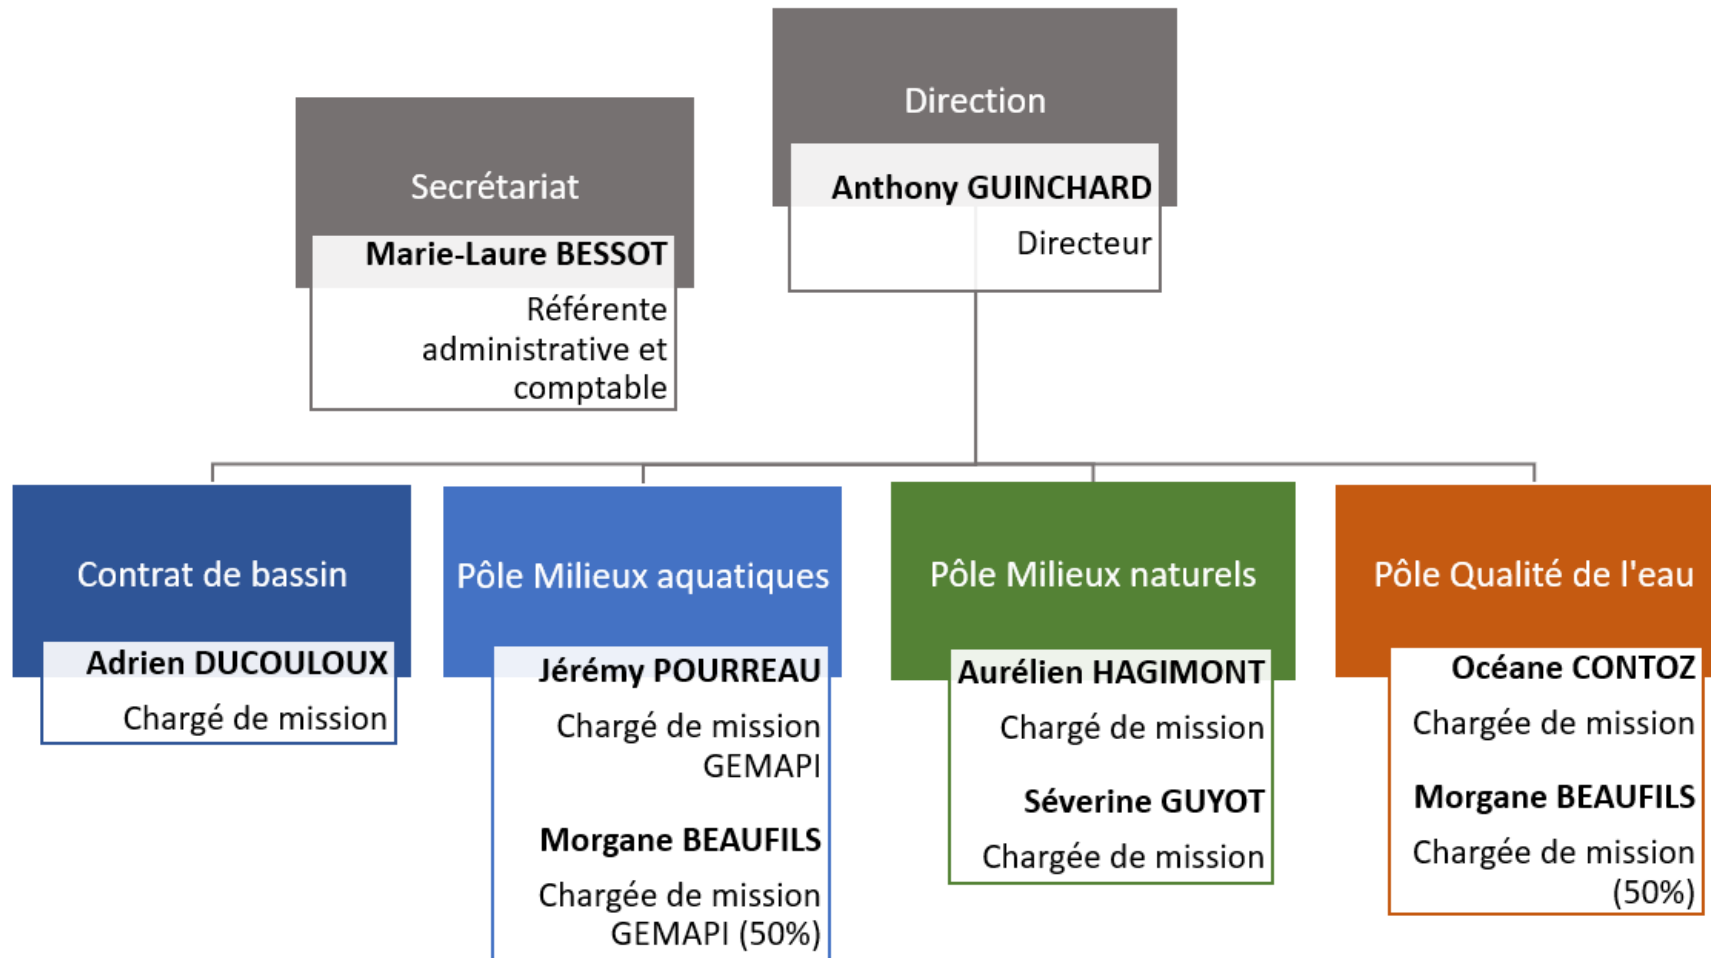 Direction
Anthony GUINCHARD
Directeur
Secrétariat
Marie-Laure BESSOT
Référente
administrative et
comptable
Contrat de bassin
Adrien DUCOULOUX
Chargé de mission
Pôle Milieux aquatiques
Jérémy POURREAU
Chargé de mission
GEMAPI
Morgane BEAUFILS
Chargée de mission
GEMAPI (50%)
Pôle Milieux naturels
Aurélien HAGIMONT
Chargé de mission
Séverine GUYOT
Chargée de mission
Pôle Qualité de l'eau
Océane CONTOZ
Chargée de mission
Morgane BEAUFILS
Chargée de mission
(50%)